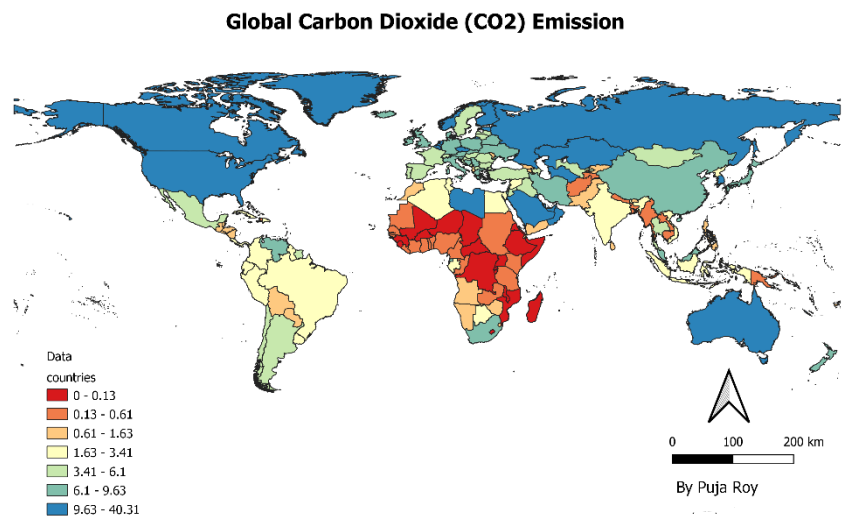 Global Carbon Dioxide (CO2) Emission
Data
countries
0 - 0.13
0.13 - 0.61
0.61 - 1.63
1.63 - 3.41
3.41 - 6.1
6.1 - 9.63
9.63 - 40.31
0 100 200 km
By Puja Roy